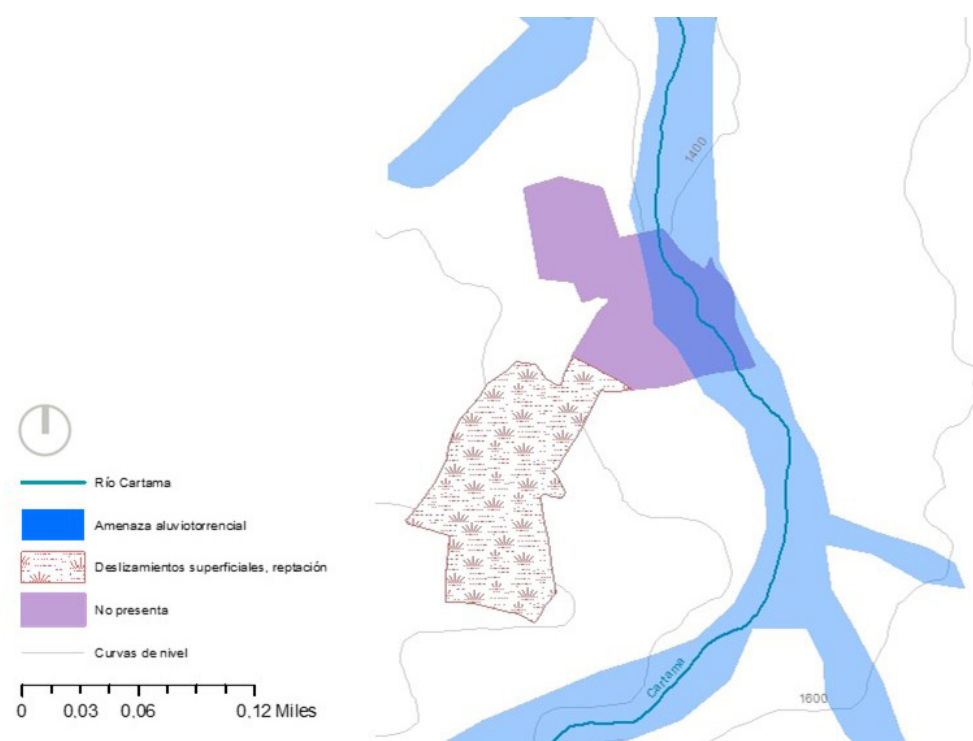 1400
Río Cartama
Amenaza aluviotorrencial
Deslizamientos superficiales, reptación
No presenta
Curvas de nivel
0 0.03 0.06 0.12 Miles
Cartama
1600